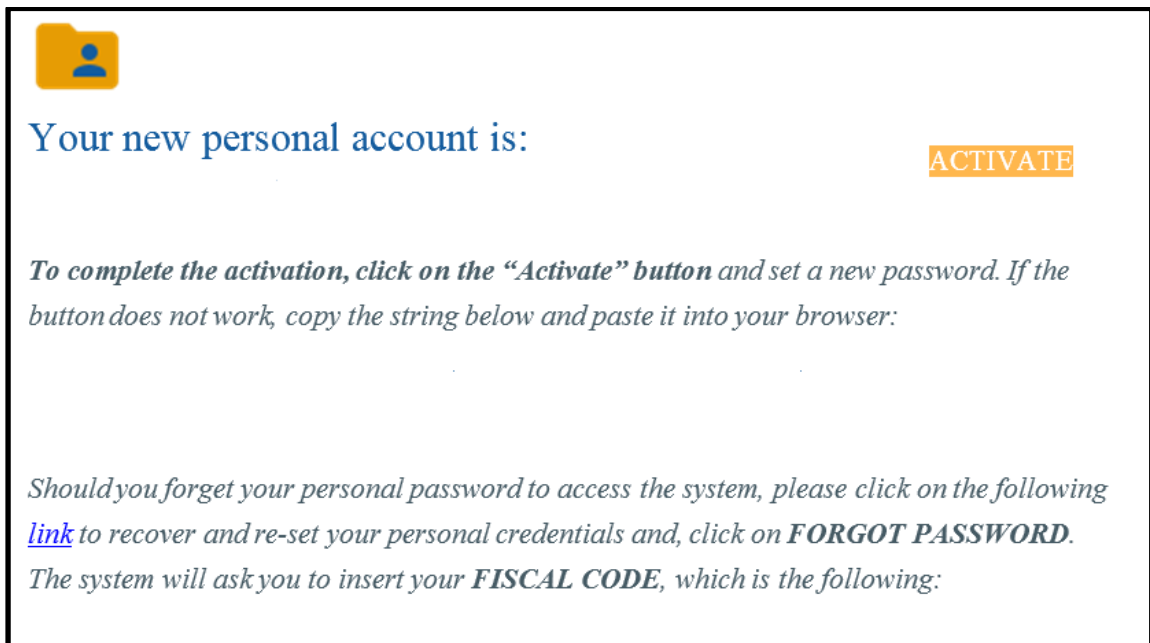 Your new personal account is:
ACTIVATE
To complete the activation, click on the “Activate” button and set a new password. If the
button does not work, copy the string below and paste it into your browser:
Should you forget your personal password to access the system, please click on the following
link to recover and re-set your personal credentials and, click on FORGOT PASSWORD.
The system will ask you to insert your FISCAL CODE, which is the following: